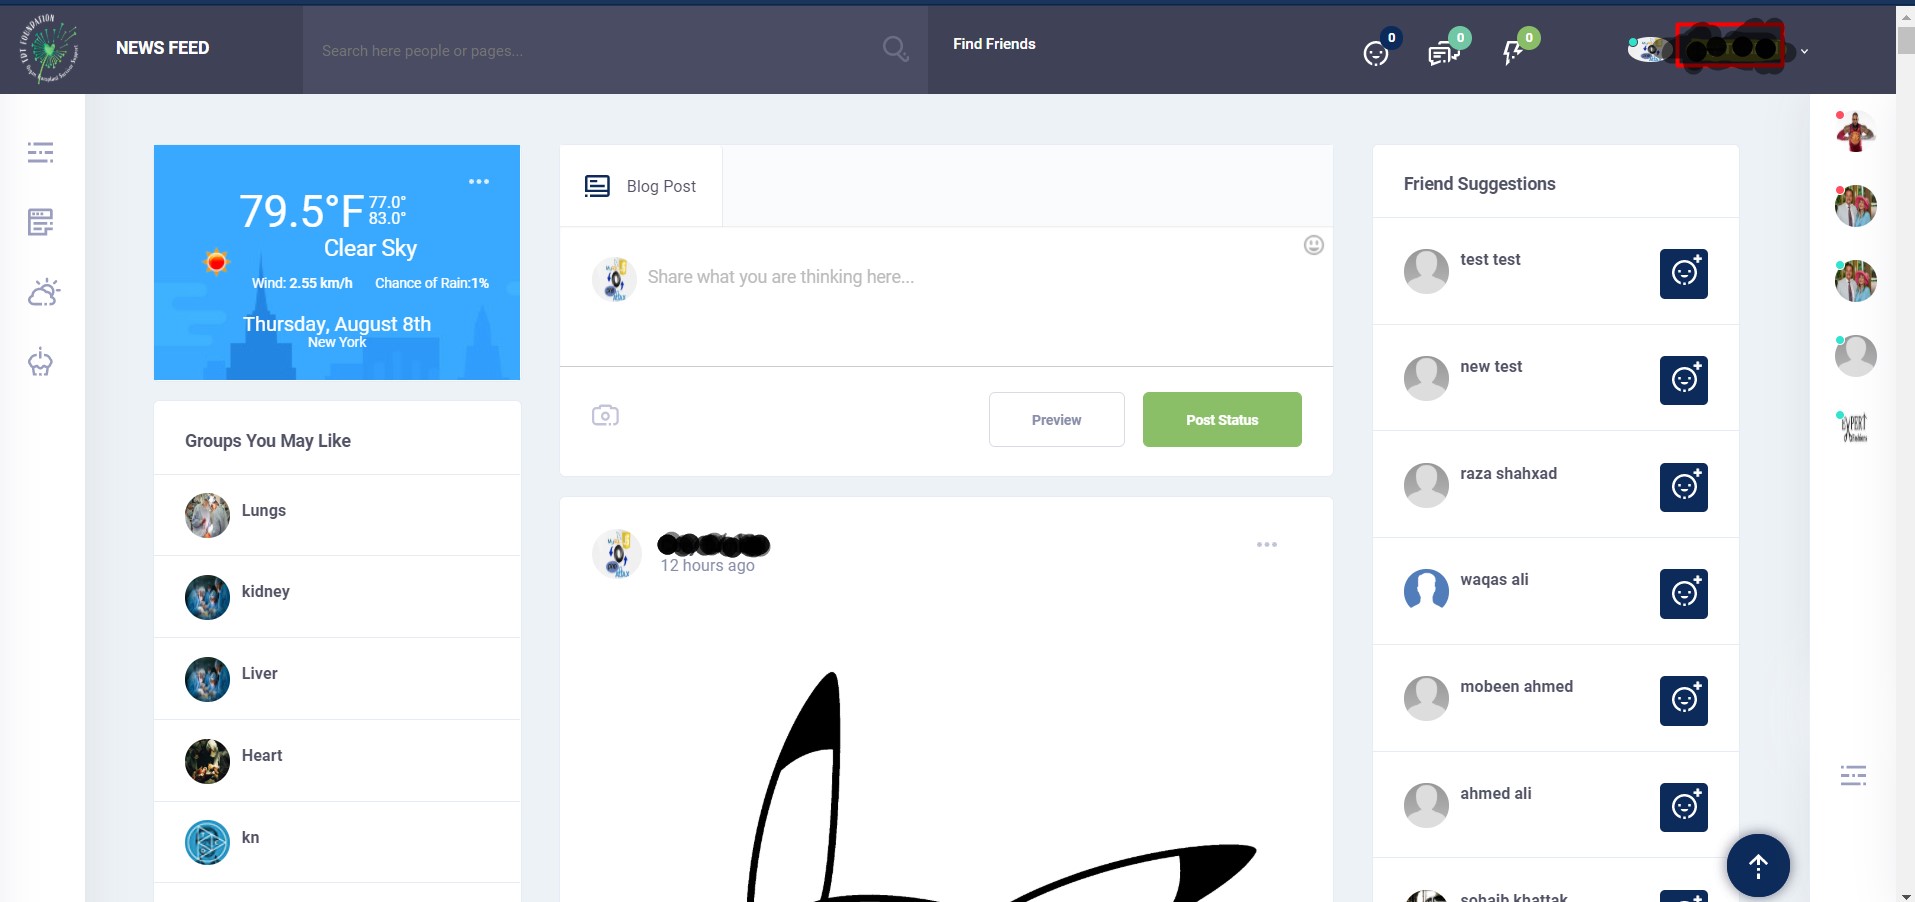 NEWS FEED
Search here people or pages...
Find Friends
0
0
0
79.5°F
77.0°
83.0°
Clear Sky
Wind: 2.55 km/h
Chance of Rain:1%
Thursday, August 8th
New York
Groups You May Like
Lungs
kidney
Liver
Heart
kn
Blog Post
Share what you are thinking here...
Preview
Post Status
12 hours ago
Friend Suggestions
test test
new test
raza shahxad
waqas ali
mobeen ahmed
ahmed ali
sohaib khattak
EXPERT